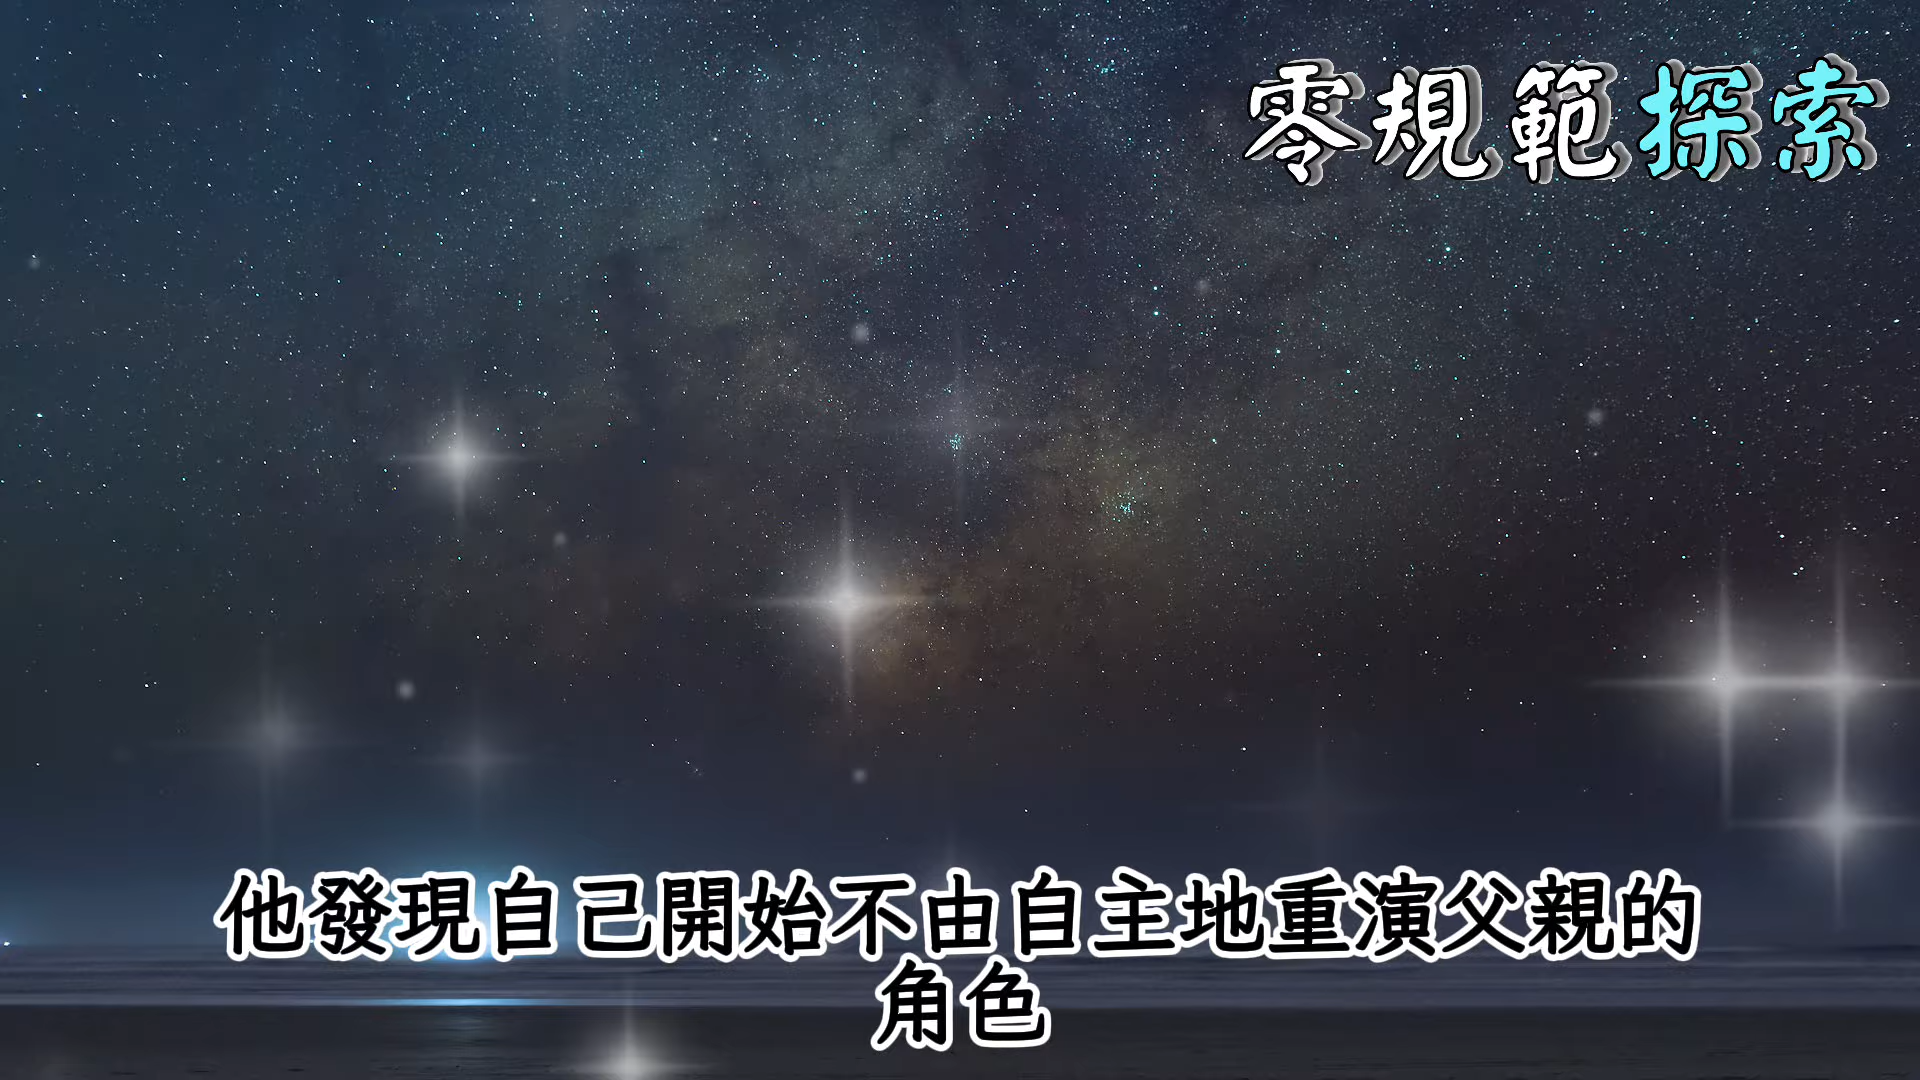 零規範探索
他發現自己開始不由自主地重演父親的
角色